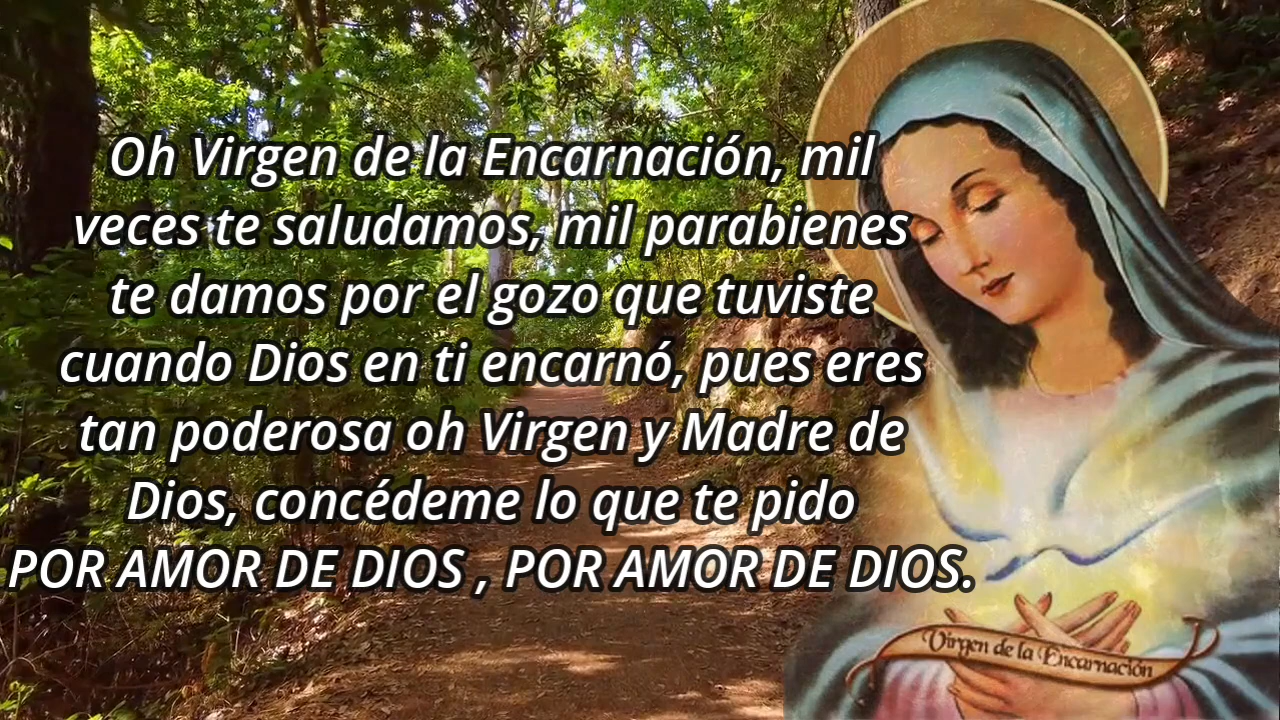 Oh Virgen de la Encarnación, mil
veces te saludamos, mil parabienes
te damos por el gozo que tuviste
cuando Dios en ti encarnó, pues eres
tan poderosa oh Virgen y Madre de
Dios, concédeme lo que te pido
POR AMOR DE DIOS , POR AMOR DE DIOS.
Virgen de la Encarnación